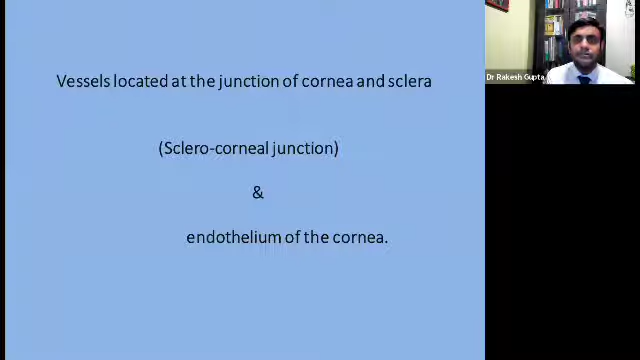 Vessels located at the junction of cornea and sclera
(Sclero-corneal junction)
&
endothelium of the cornea.
Dr Rakesh Gupta